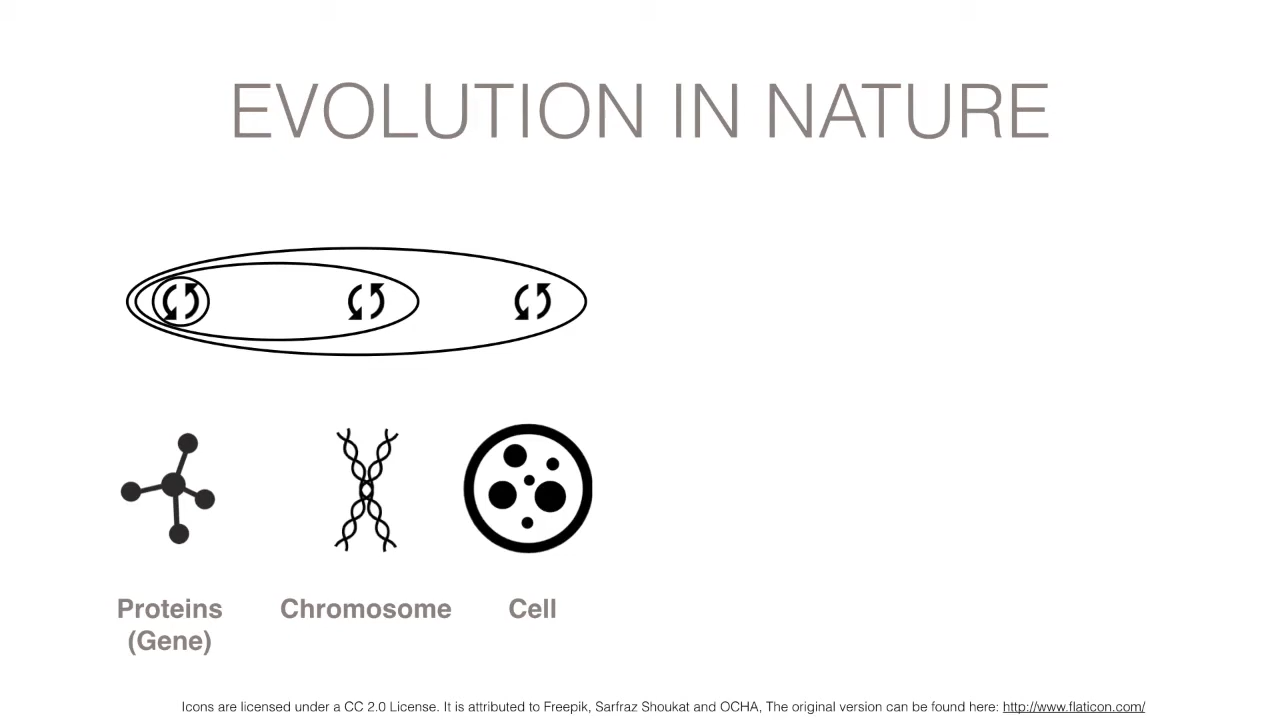 EVOLUTION IN NATURE
Proteins
(Gene)
Chromosome
Cell
Icons are licensed under a CC 2.0 License. It is attributed to Freepik, Sarfraz Shoukat and OCHA, The original version can be found here: http://www.flaticon.com/